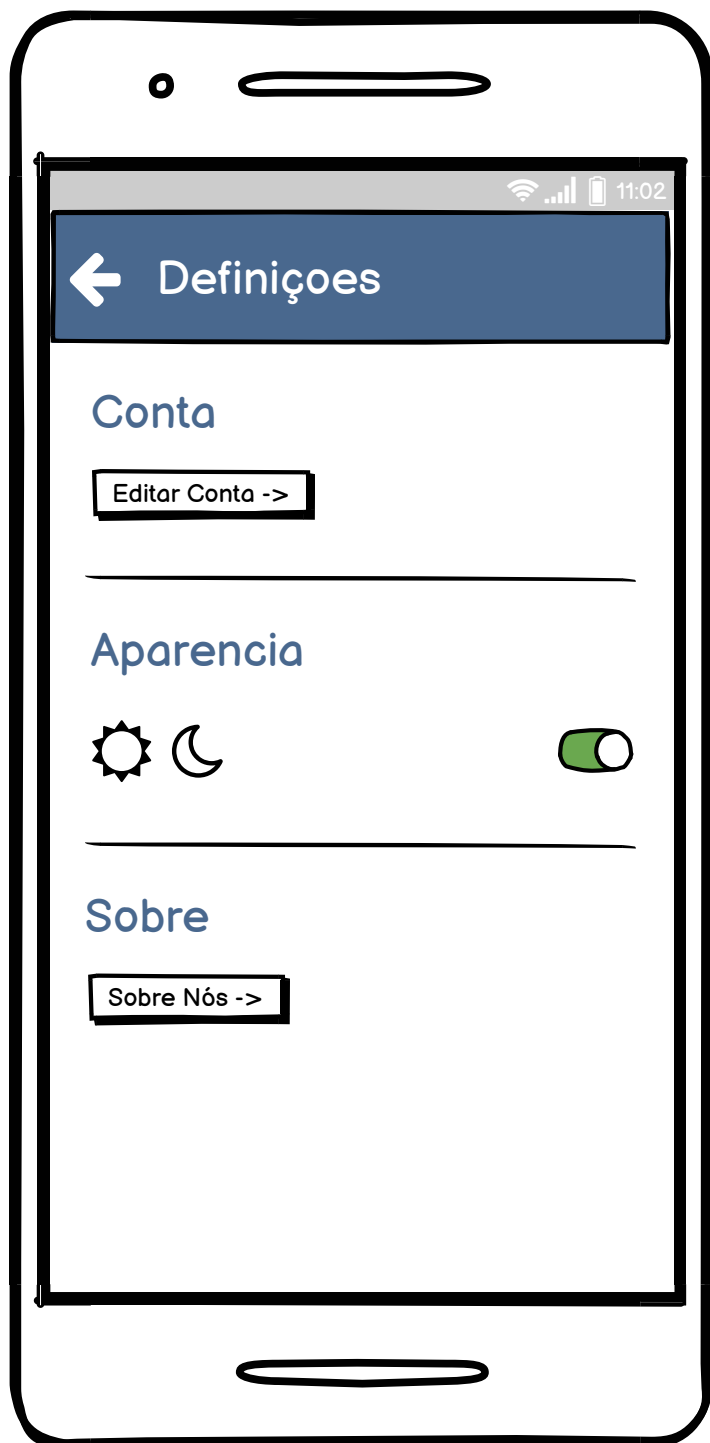 11:02
Definiçoes
Conta
Editar Conta ->
Aparencia
Sobre
Sobre Nós ->